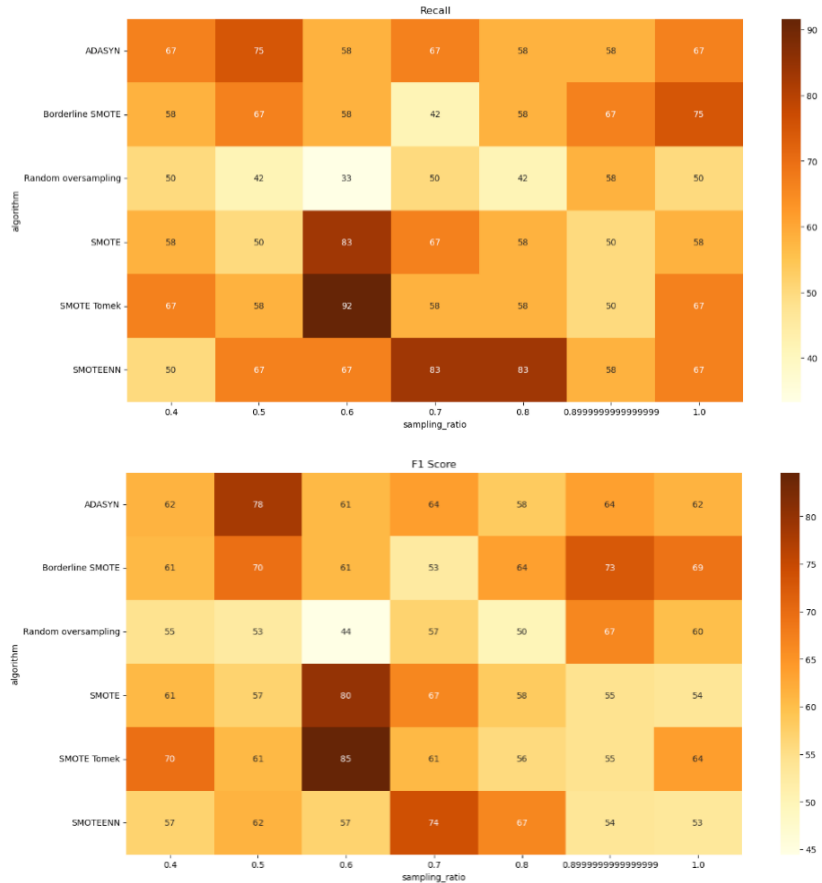 Recall
ADASYN 67 75 58 67 58 58 67
Borderline SMOTE 58 67 58 42 58 67 75
Random oversampling 50 42 33 50 42 58 50
SMOTE 58 50 83 67 58 50 58
SMOTE Tomek 67 58 92 58 58 50 67
SMOTEENN 50 67 67 83 83 58 67
algorithm
0.4 0.5 0.6 0.7 0.8 0.8999999999999999 1.0
sampling_ratio
90
80
70
60
50
40
F1 Score
ADASYN 62 78 61 64 58 64 62
Borderline SMOTE 61 70 61 53 64 73 69
Random oversampling 55 53 44 57 50 67 60
SMOTE 61 57 80 67 58 55 54
SMOTE Tomek 70 61 85 61 56 55 64
SMOTEENN 57 62 57 74 67 54 53
algorithm
0.4 0.5 0.6 0.7 0.8 0.8999999999999999 1.0
sampling_ratio
80
75
70
65
60
55
50
45